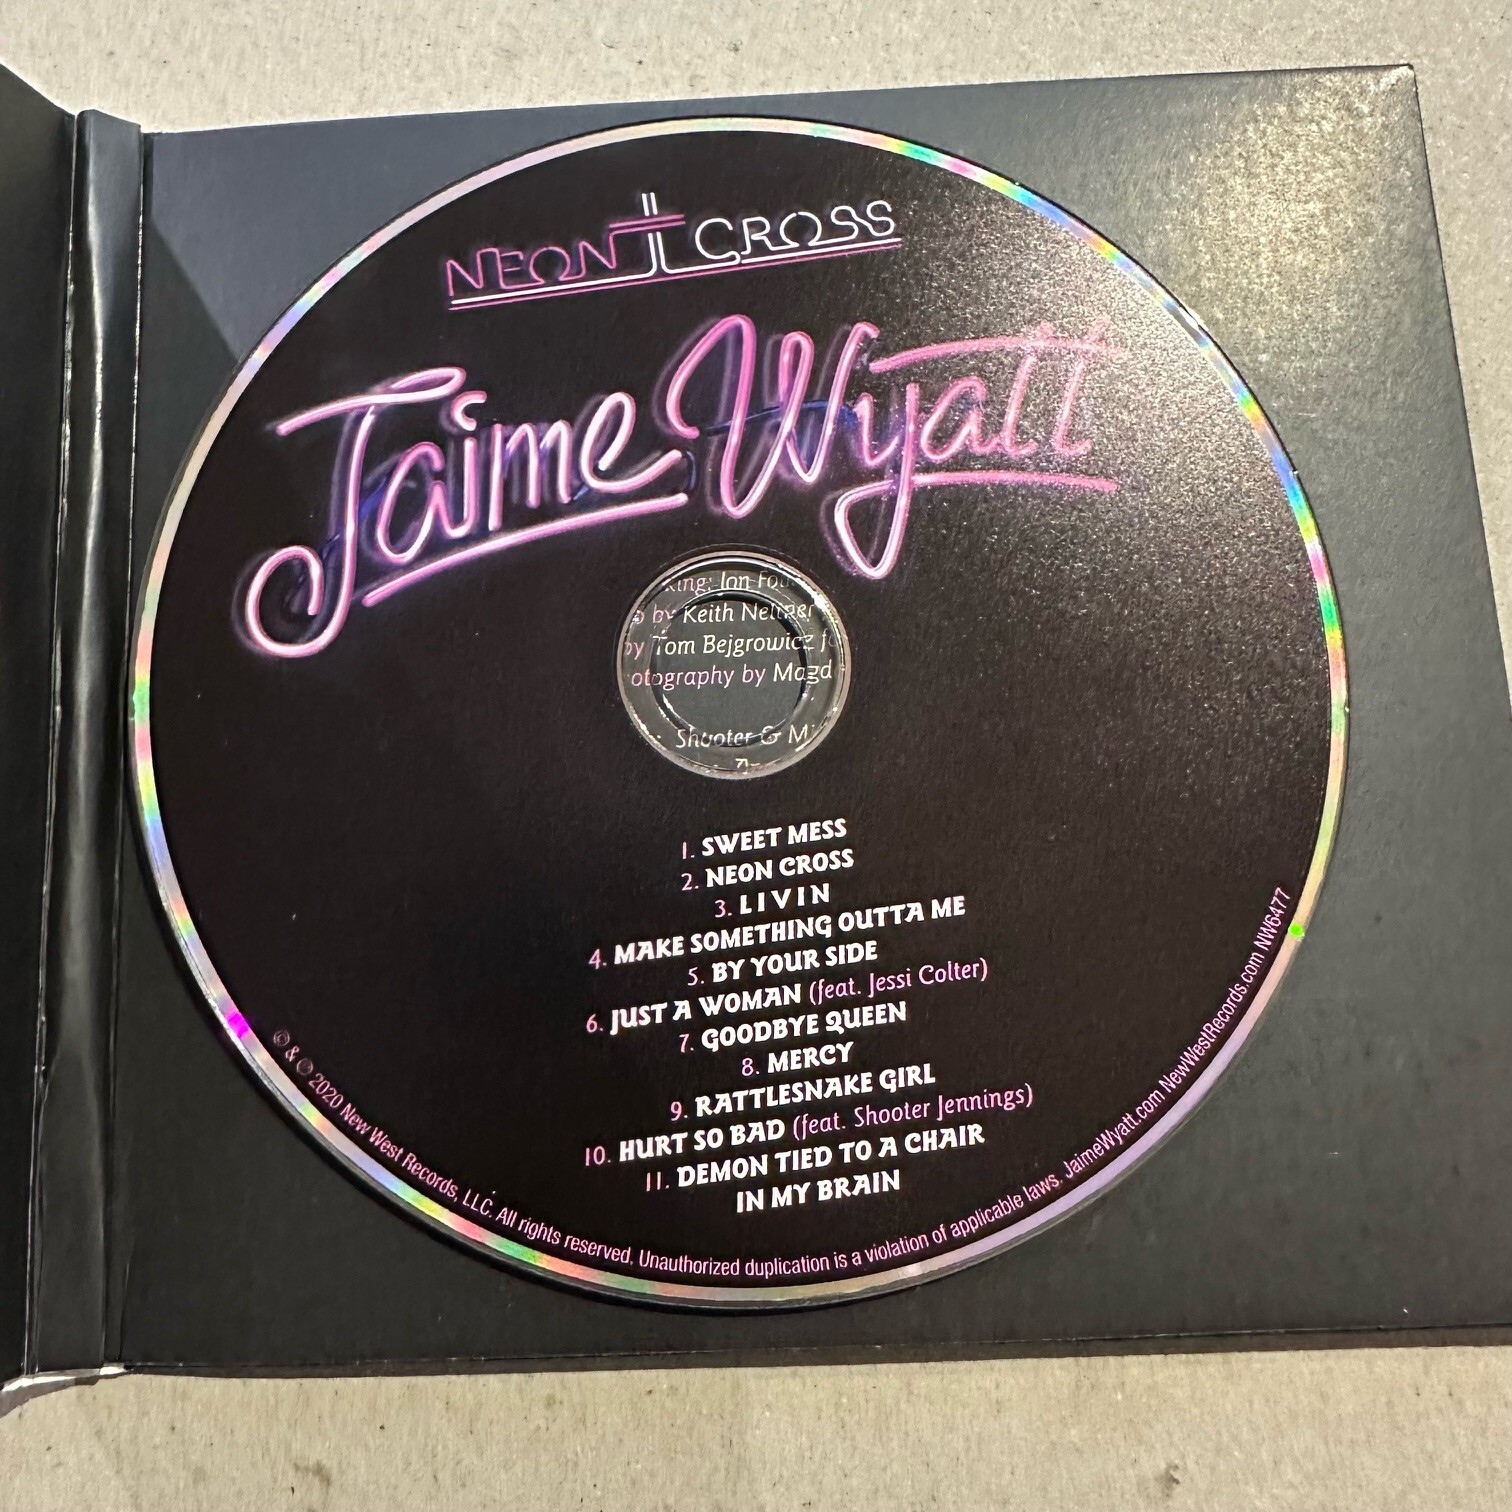 NEON CROSS
Jaime Wyatt
by Keith Neltner
by Tom Bejgrowicz
by
Shooter &
1. SWEET MESS
2. NEON CROSS
3. LIVIN
4. MAKE SOMETHING OUTTA ME
5. BY YOUR SIDE
6. JUST A WOMAN (feat. Jessi Colter)
7. GOODBYE QUEEN
8. MERCY
9. RATTLESNAKE GIRL
10. HURT SO BAD (feat. Shooter Jennings)
11. DEMON TIED TO A CHAIR
IN MY BRAIN
© & ℗ 2020 New West Records, LLC. All rights reserved. Unauthorized duplication is a violation of applicable laws. JaimeWyatt.com NewWestRecords.com NW6477